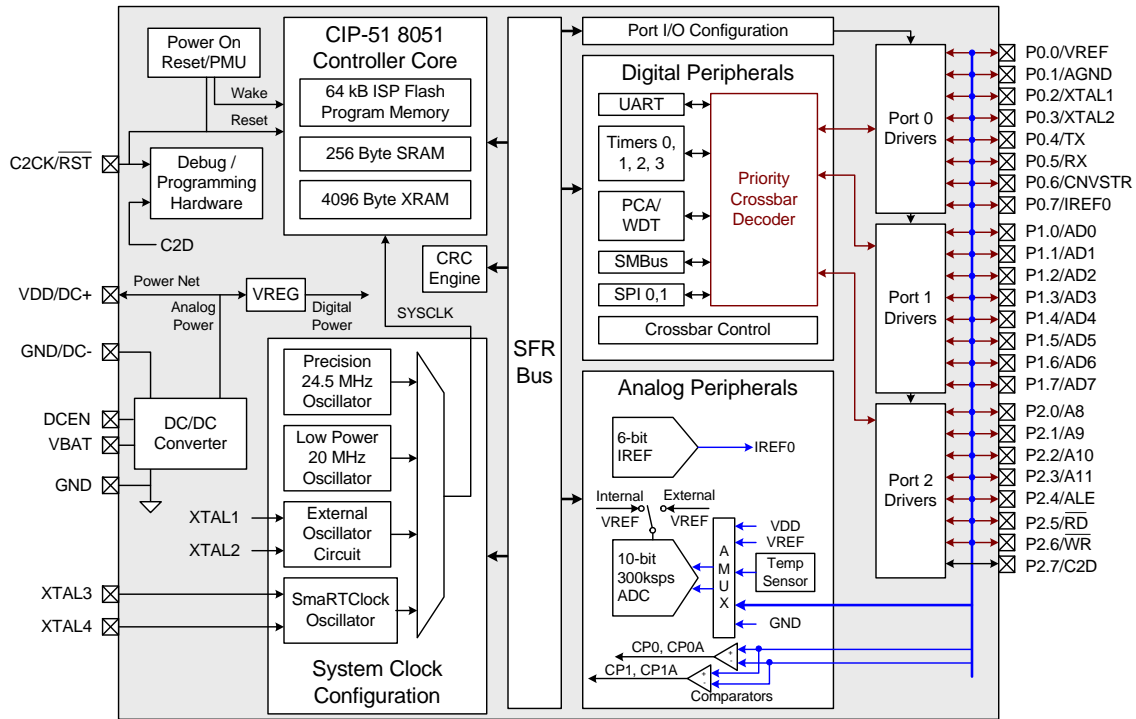 Power On
Reset/PMU
Wake
Reset
C2CK/RST
Debug /
Programming
Hardware
C2D
CIP-51 8051
Controller Core
64 kB ISP Flash
Program Memory
256 Byte SRAM
4096 Byte XRAM
CRC
Engine
VDD/DC+
Power Net
VREG
Analog
Power
Digital
Power
SYSCLK
GND/DC-
DCEN
VBAT
GND
DC/DC
Converter
XTAL1
XTAL2
XTAL3
XTAL4
Precision
24.5 MHz
Oscillator
Low Power
20 MHz
Oscillator
External
Oscillator
Circuit
SmaRTClock
Oscillator
System Clock
Configuration
SFR
Bus
Port I/O Configuration
Digital Peripherals
UART
Timers 0,
1, 2, 3
PCA/
WDT
SMBus
SPI 0,1
Priority
Crossbar
Decoder
Crossbar Control
Analog Peripherals
6-bit
IREF
IREF0
Internal
VREF
External
VREF
10-bit
300ksps
ADC
A
M
U
X
VDD
VREF
Temp
Sensor
GND
CP0, CP0A
+
-
CP1, CP1A
+
-
Comparators
Port 0
Drivers
Port 1
Drivers
Port 2
Drivers
P0.0/VREF
P0.1/AGND
P0.2/XTAL1
P0.3/XTAL2
P0.4/TX
P0.5/RX
P0.6/CNVSTR
P0.7/IREF0
P1.0/AD0
P1.1/AD1
P1.2/AD2
P1.3/AD3
P1.4/AD4
P1.5/AD5
P1.6/AD6
P1.7/AD7
P2.0/A8
P2.1/A9
P2.2/A10
P2.3/A11
P2.4/ALE
P2.5/RD
P2.6/WR
P2.7/C2D